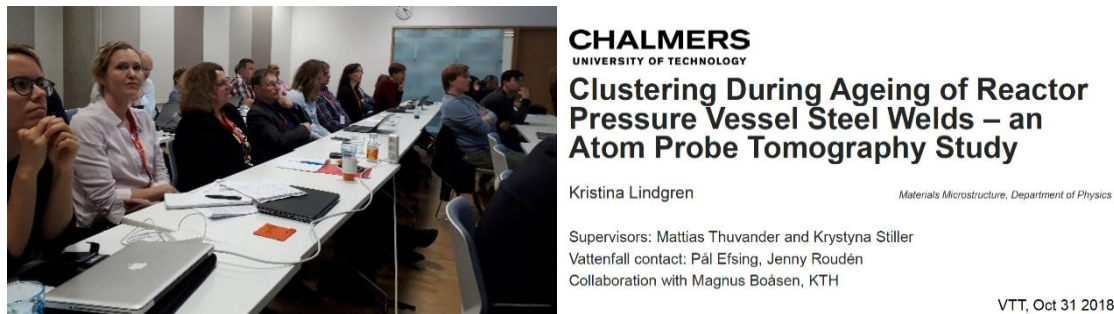 CHALMERS
UNIVERSITY OF TECHNOLOGY
Clustering During Ageing of Reactor
Pressure Vessel Steel Welds – an
Atom Probe Tomography Study
Kristina Lindgren
Materials Microstructure, Department of Physics
Supervisors: Mattias Thuvander and Krystyna Stiller
Vattenfall contact: Pål Efsing, Jenny Roudén
Collaboration with Magnus Boåsen, KTH
VTT, Oct 31 2018